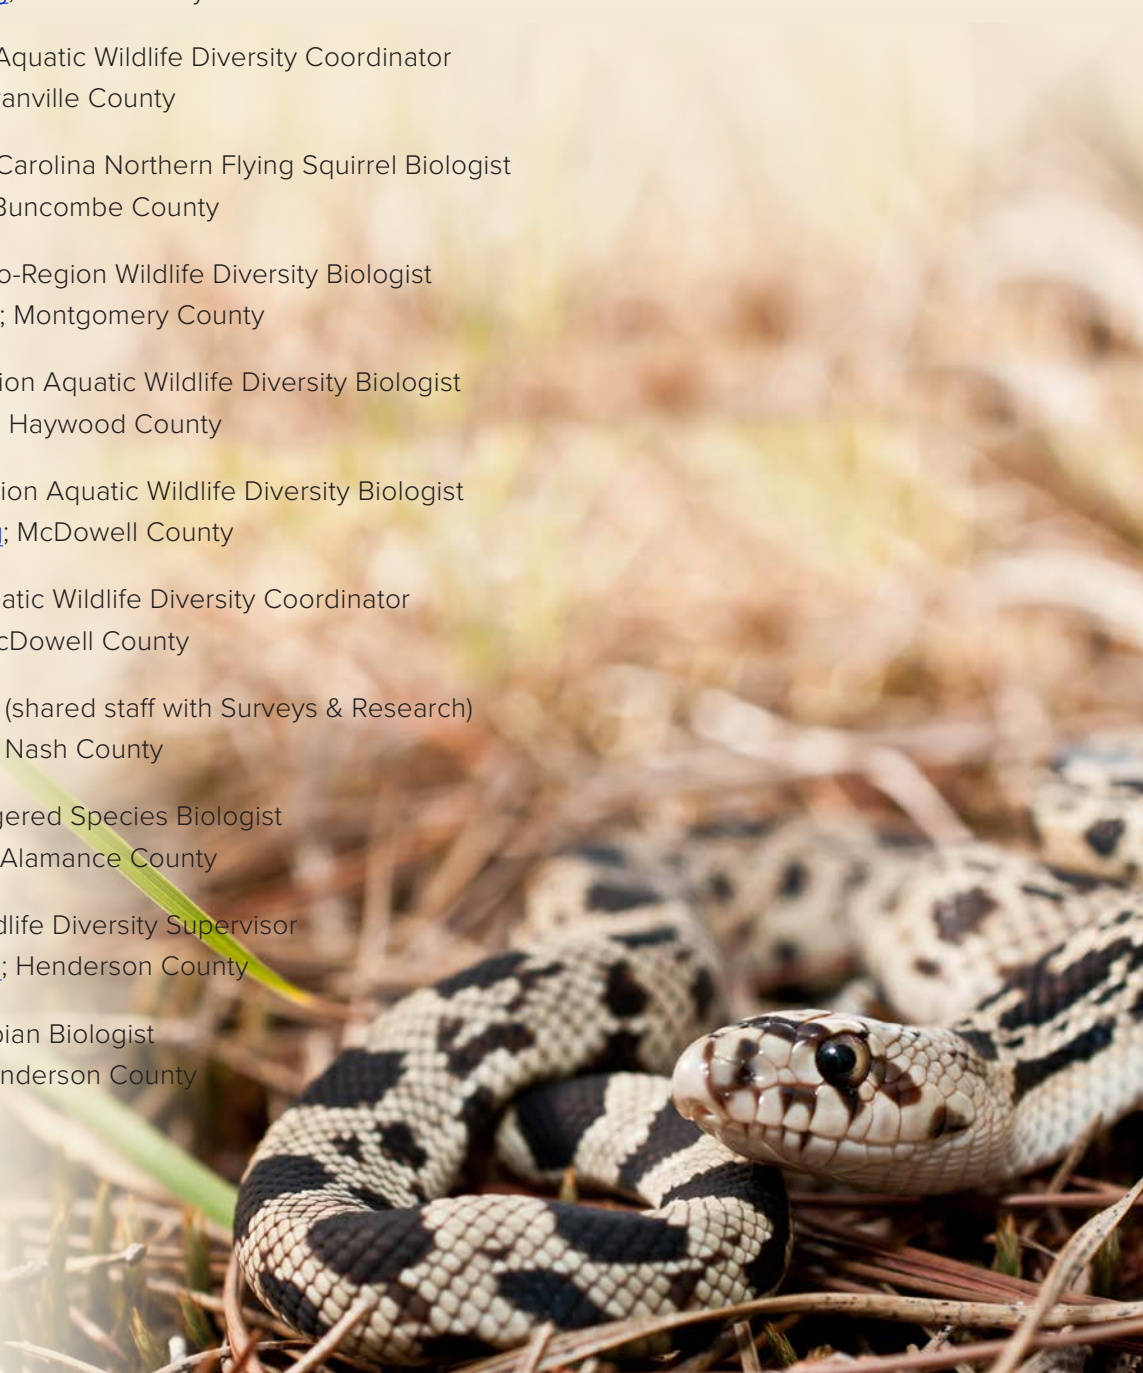 Aquatic Wildlife Diversity Coordinator
anville County
Carolina Northern Flying Squirrel Biologist
Buncombe County
o-Region Wildlife Diversity Biologist
; Montgomery County
ion Aquatic Wildlife Diversity Biologist
Haywood County
ion Aquatic Wildlife Diversity Biologist
; McDowell County
atic Wildlife Diversity Coordinator
cDowell County
(shared staff with Surveys & Research)
Nash County
gered Species Biologist
Alamance County
dlife Diversity Supervisor
; Henderson County
bian Biologist
nderson County